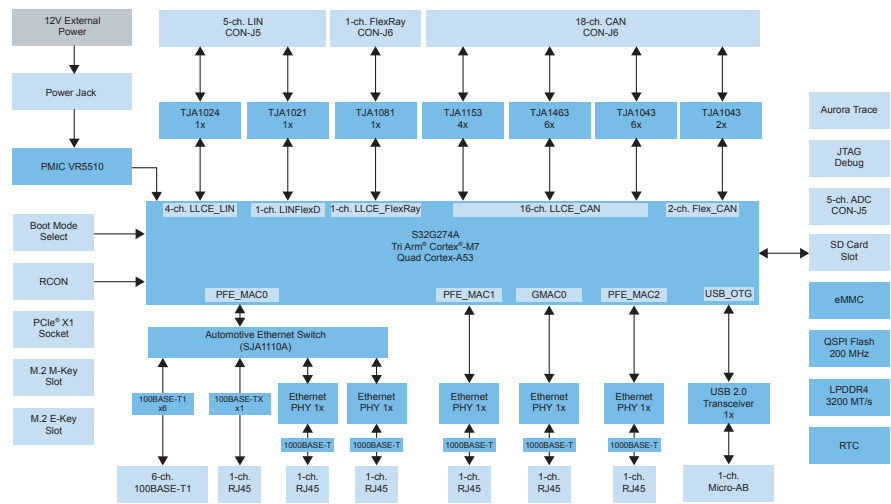 12V External
Power
5-ch. LIN
CON-J5
1-ch. FlexRay
CON-J6
18-ch. CAN
CON-J6
Power Jack
TJA1024
1x
TJA1021
1x
TJA1081
1x
TJA1153
4x
TJA1463
6x
TJA1043
6x
TJA1043
2x
Aurora Trace
PMIC VR5510
JTAG
Debug
4-ch. LLCE_LIN
1-ch. LINFlexD
1-ch. LLCE_FlexRay
16-ch. LLCE_CAN
2-ch. Flex_CAN
5-ch. ADC
CON-J5
Boot Mode
Select
S32G274A
Tri Arm® Cortex®-M7
Quad Cortex-A53
SD Card
Slot
RCON
PFE_MAC0
PFE_MAC1
GMAC0
PFE_MAC2
USB_OTG
eMMC
PCIe® X1
Socket
Automotive Ethernet Switch
(SJA1110A)
QSPI Flash
200 MHz
M.2 M-Key
Slot
100BASE-T1
x6
100BASE-TX
x1
Ethernet
PHY 1x
Ethernet
PHY 1x
Ethernet
PHY 1x
Ethernet
PHY 1x
Ethernet
PHY 1x
USB 2.0
Transceiver
1x
LPDDR4
3200 MT/s
M.2 E-Key
Slot
1000BASE-T
1000BASE-T
1000BASE-T
1000BASE-T
1000BASE-T
RTC
6-ch.
100BASE-T1
1-ch.
RJ45
1-ch.
RJ45
1-ch.
RJ45
1-ch.
RJ45
1-ch.
RJ45
1-ch.
RJ45
1-ch.
Micro-AB